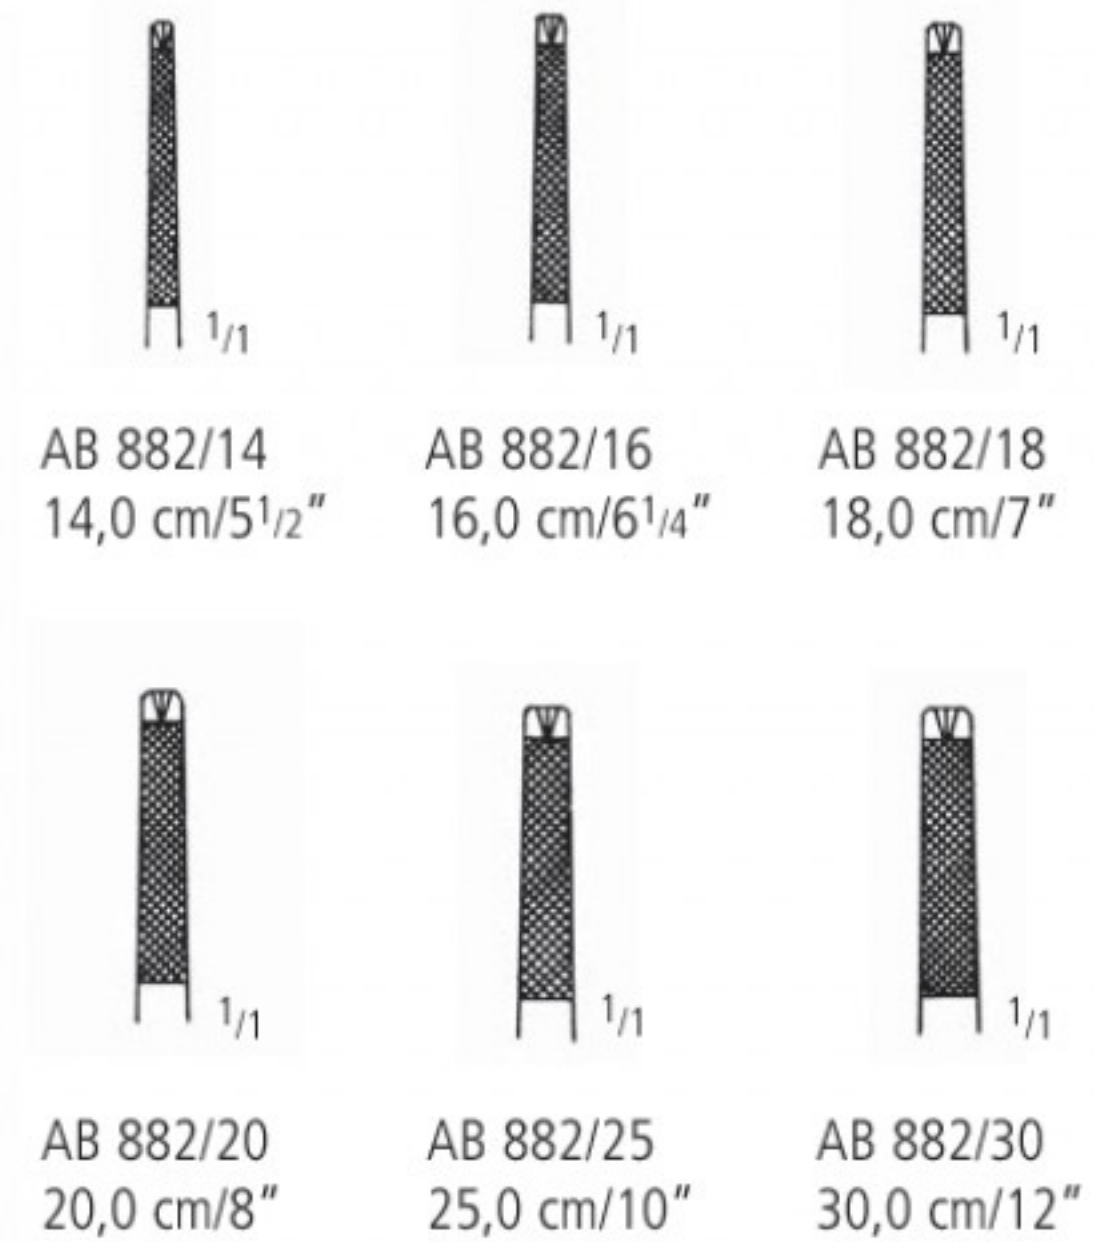 1/1 1/1 1/1
AB 882/14 AB 882/16 AB 882/18
14,0 cm/5 1/2” 16,0 cm/6 1/4” 18,0 cm/7”
1/1 1/1 1/1
AB 882/20 AB 882/25 AB 882/30
20,0 cm/8” 25,0 cm/10” 30,0 cm/12”